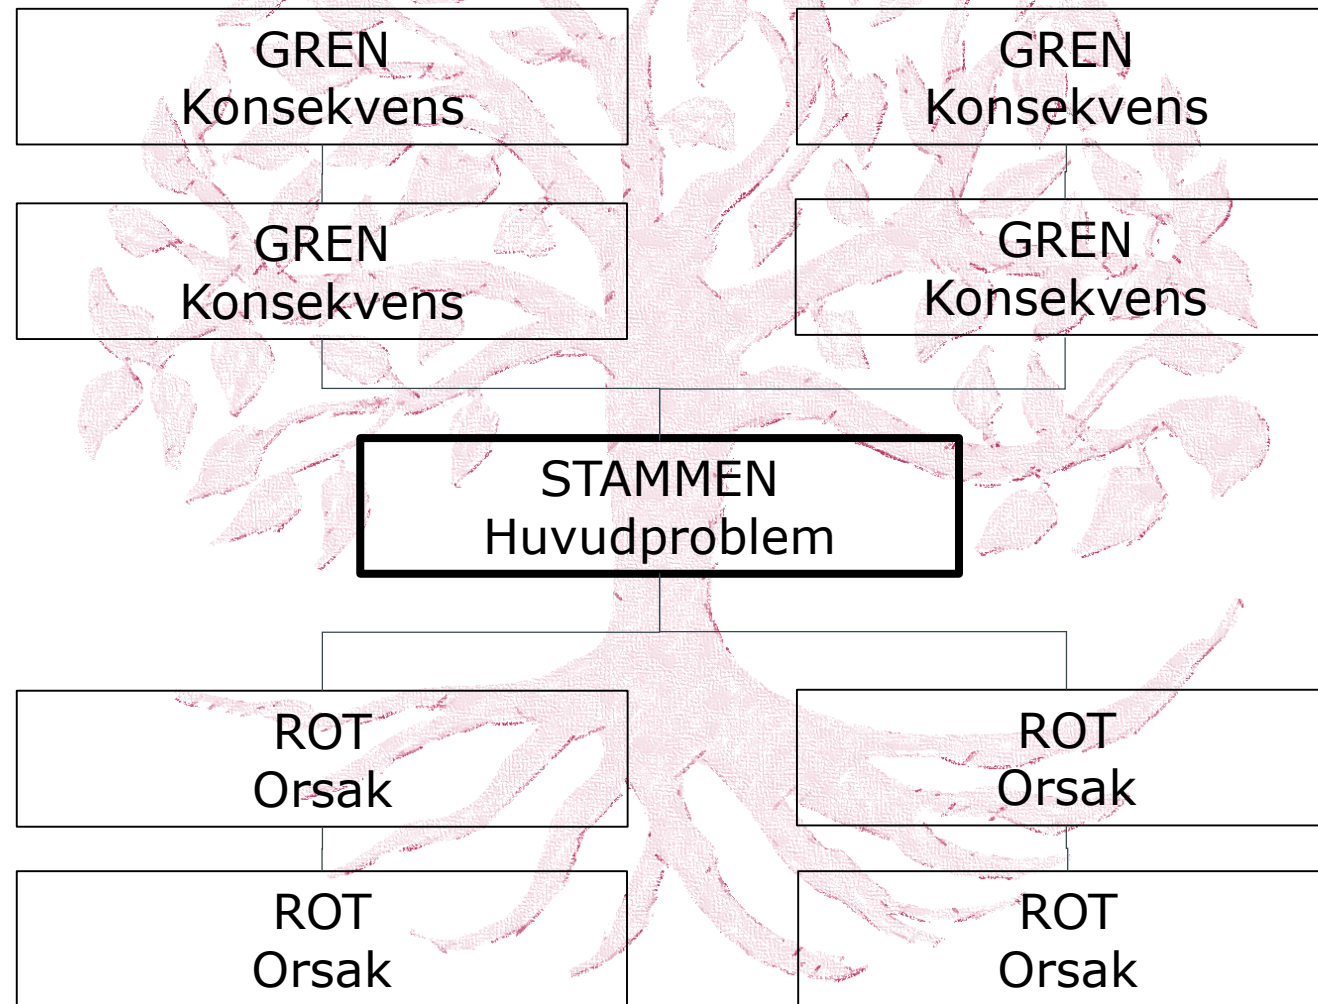 GREN
Konsekvens
GREN
Konsekvens
GREN
Konsekvens
GREN
Konsekvens
STAMMEN
Huvudproblem
ROT
Orsak
ROT
Orsak
ROT
Orsak
ROT
Orsak